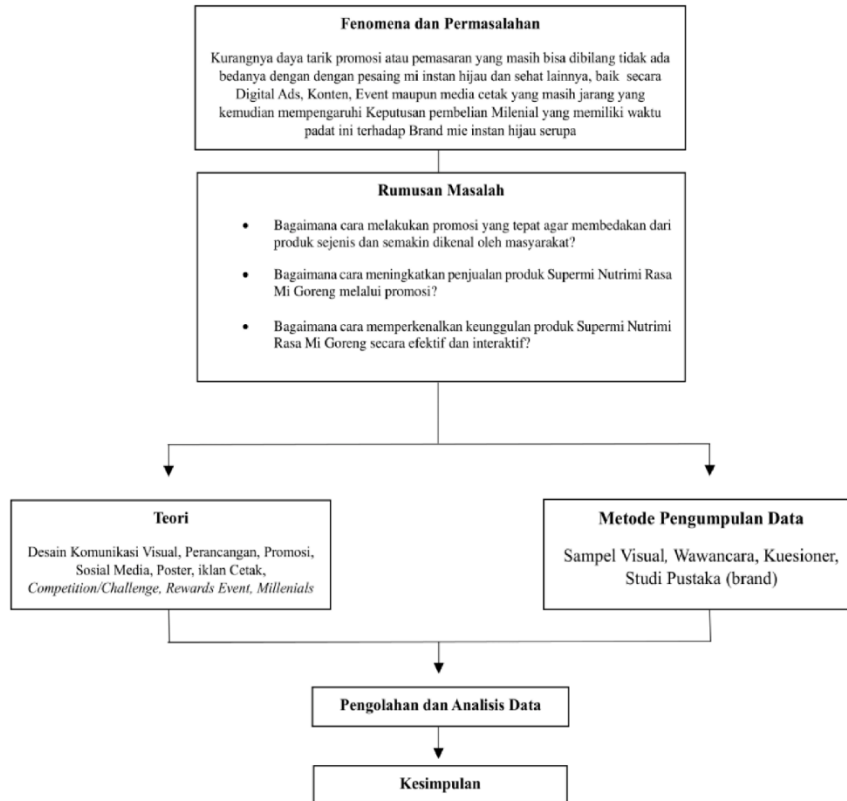 Fenomena dan Permasalahan
Kurangnya daya tarik promosi atau pemasaran yang masih bisa dibilang tidak ada
bedanya dengan dengan pesaing mi instan hijau dan sehat lainnya, baik secara
Digital Ads, Konten, Event maupun media cetak yang masih jarang yang
kemudian mempengaruhi Keputusan pembelian Milenial yang memiliki waktu
padat ini terhadap Brand mie instan hijau serupa
Rumusan Masalah
• Bagaimana cara melakukan promosi yang tepat agar membedakan dari
produk sejenis dan semakin dikenal oleh masyarakat?
• Bagaimana cara meningkatkan penjualan produk Supermi Nutrimi Rasa
Mi Goreng melalui promosi?
• Bagaimana cara memperkenalkan keunggulan produk Supermi Nutrimi
Rasa Mi Goreng secara efektif dan interaktif?
Teori
Desain Komunikasi Visual, Perancangan, Promosi,
Sosial Media, Poster, iklan Cetak,
Competition/Challenge, Rewards Event, Millenials
Metode Pengumpulan Data
Sampel Visual, Wawancara, Kuesioner,
Studi Pustaka (brand)
Pengolahan dan Analisis Data
Kesimpulan